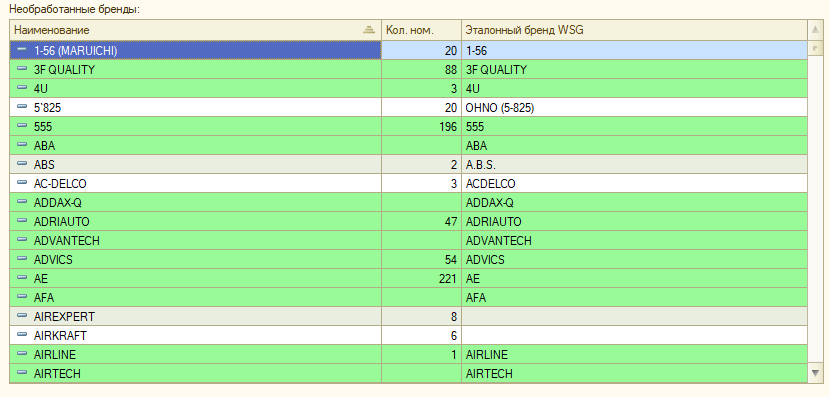 Необработанные бренды:
Наименование Кол. ном. Эталонный бренд WSG
1-56 (MARUICHI) 20 1-56
3F QUALITY 88 3F QUALITY
4U 3 4U
5`825 20 OHNO (5-825)
555 196 555
ABA ABA
ABS 2 A.B.S.
AC-DELCO 3 ACDELCO
ADDAX-Q ADDAX-Q
ADRIAUTO 47 ADRIAUTO
ADVANTECH ADVANTECH
ADVICS 54 ADVICS
AE 221 AE
AFA AFA
AIREXPERT 8
AIRKRAFT 6
AIRLINE 1 AIRLINE
AIRTECH AIRTECH